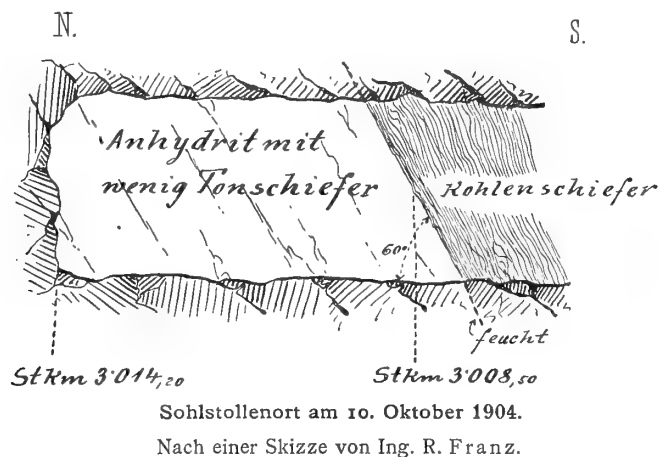 N. S.
Anhydrit mit
wenig Tonschiefer
Kohlenschiefer
60°
feucht
Stkm 3·014,20 Stkm 3·008,50
Sohlstollenort am 10. Oktober 1904.
Nach einer Skizze von Ing. R. Franz.